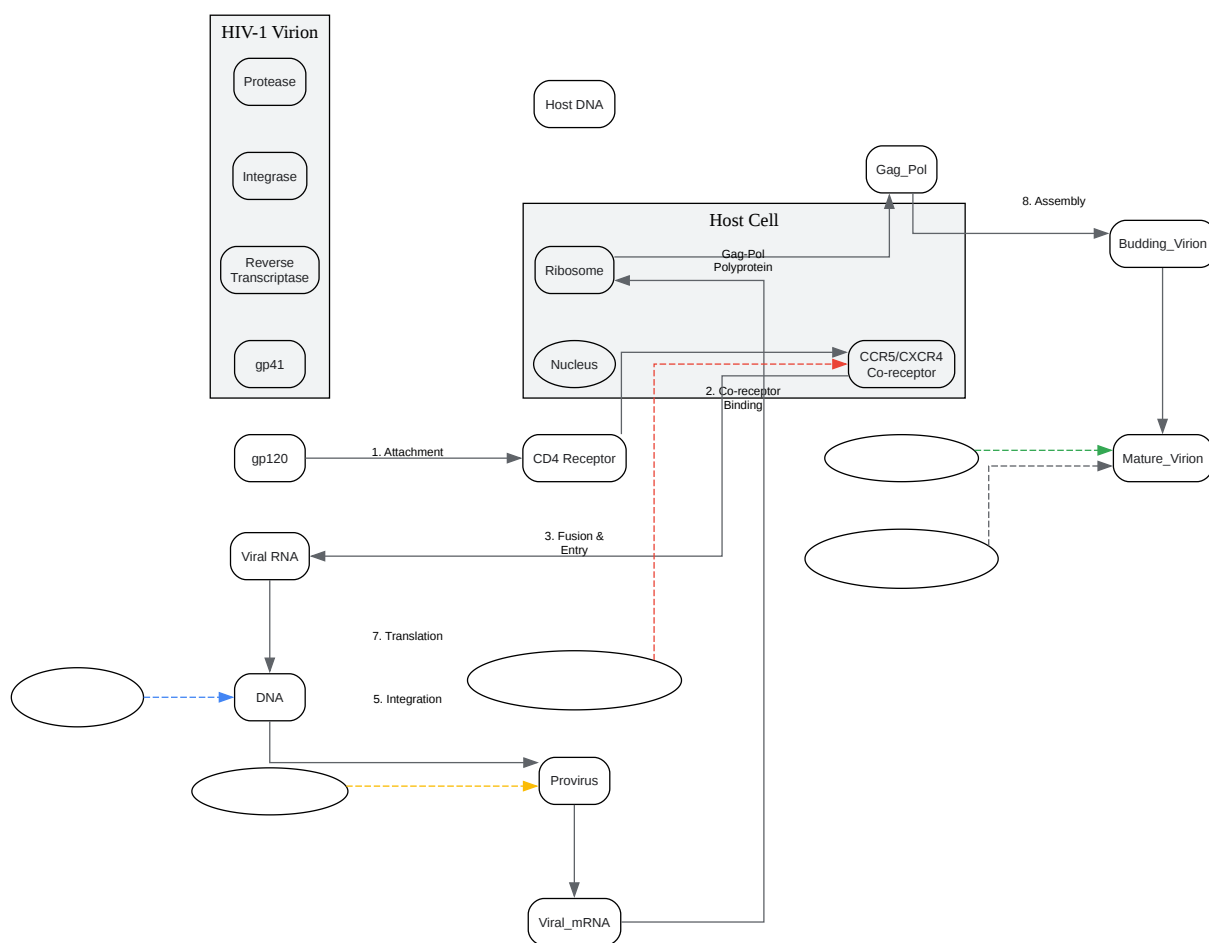 HIV-1 Virion
Protease
Integrase
Reverse
Transcriptase
gp41
gp120
Host DNA
Gag_Pol
8. Assembly
Budding_Virion
Host Cell
Ribosome
Gag-Pol
Polyprotein
Nucleus
CCR5/CXCR4
Co-receptor
2. Co-receptor
Binding
1. Attachment
CD4 Receptor
Mature_Virion
Viral RNA
3. Fusion &
Entry
7. Translation
DNA
5. Integration
Provirus
Viral_mRNA